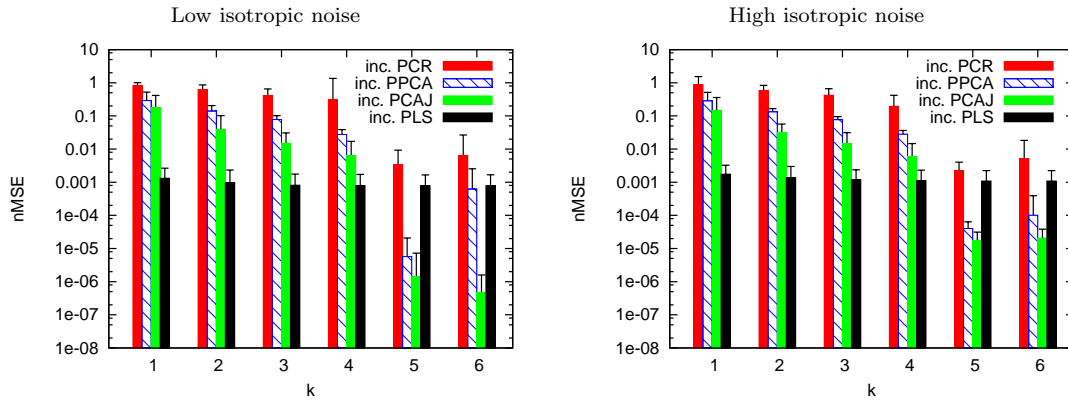 Low isotropic noise
10
1
0.1
0.01
0.001
1e-04
1e-05
1e-06
1e-07
1e-08
nMSE
inc. PCR
inc. PPCA
inc. PCAJ
inc. PLS
1 2 3 4 5 6
k
High isotropic noise
10
1
0.1
0.01
0.001
1e-04
1e-05
1e-06
1e-07
1e-08
nMSE
inc. PCR
inc. PPCA
inc. PCAJ
inc. PLS
1 2 3 4 5 6
k